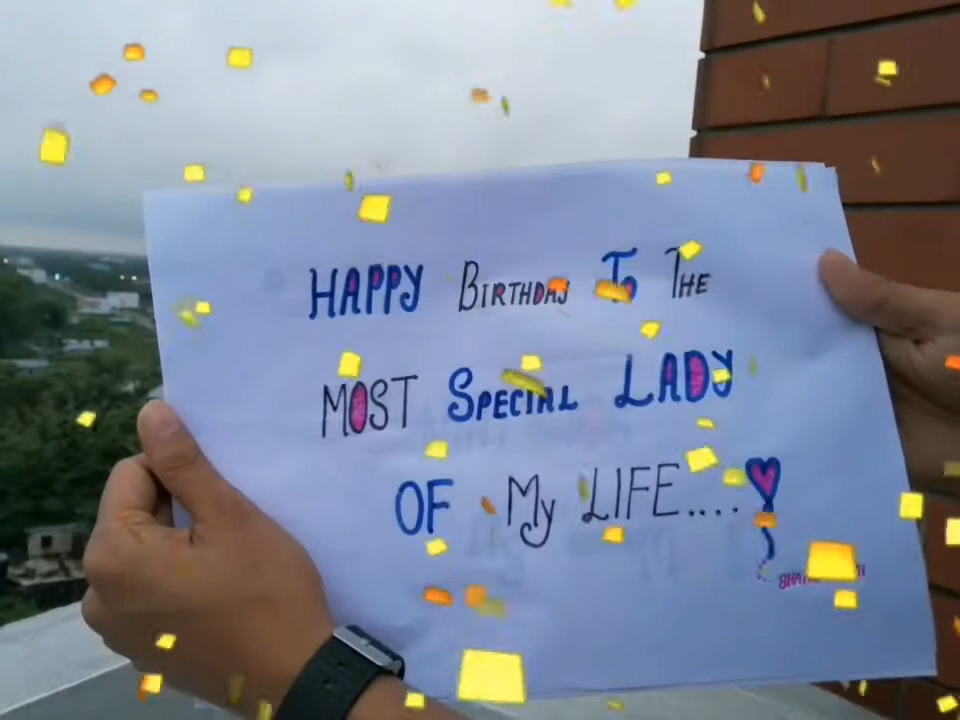 HAPPY BIRTHDAY TO THE
MOST SPECIAL LADY
OF My LIFE....